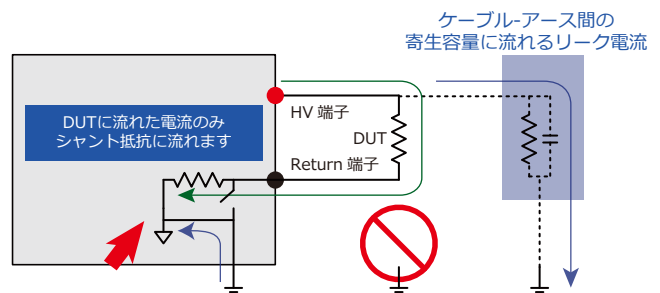 ケーブル-アース間の
寄生容量に流れるリーク電流
DUTに流れた電流のみ
シャント抵抗に流れます
HV 端子
DUT
Return 端子